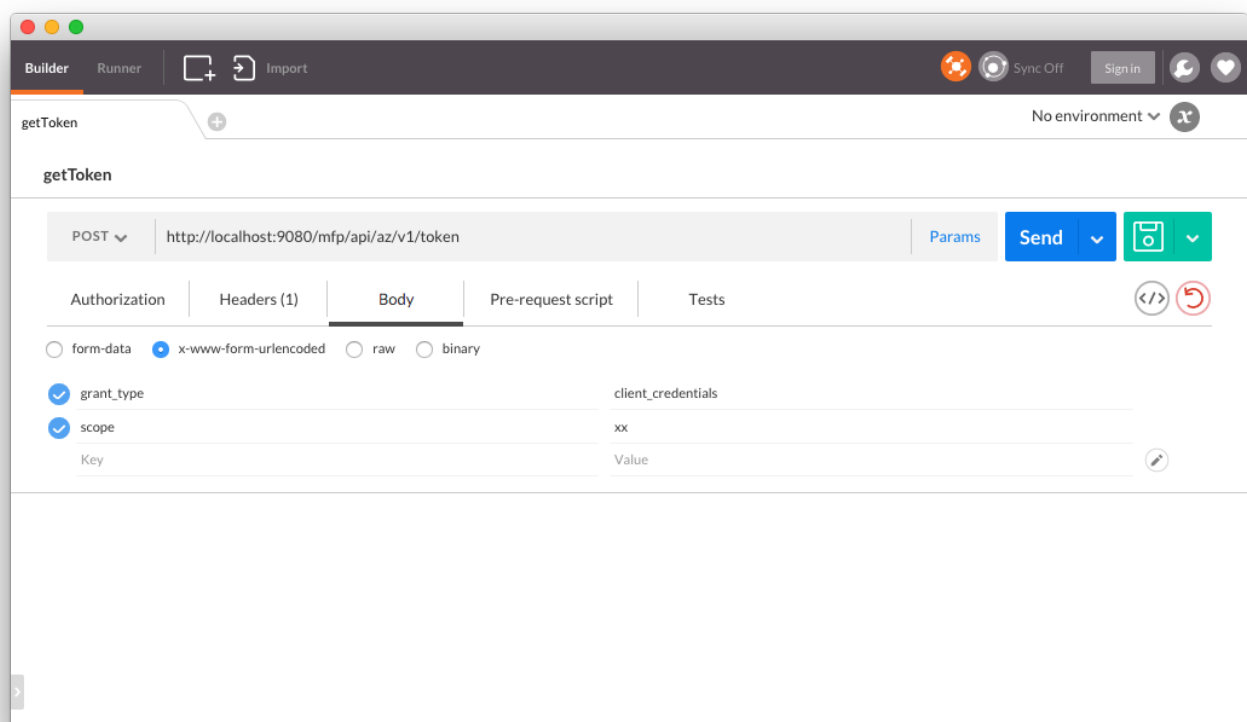 Builder Runner Import Sync Off Sign in
getToken No environment x
getToken
POST http://localhost:9080/mfp/api/az/v1/token Params Send
Authorization Headers (1) Body Pre-request script Tests </>
form-data x-www-form-urlencoded raw binary
grant_type client_credentials
scope xx
Key Value